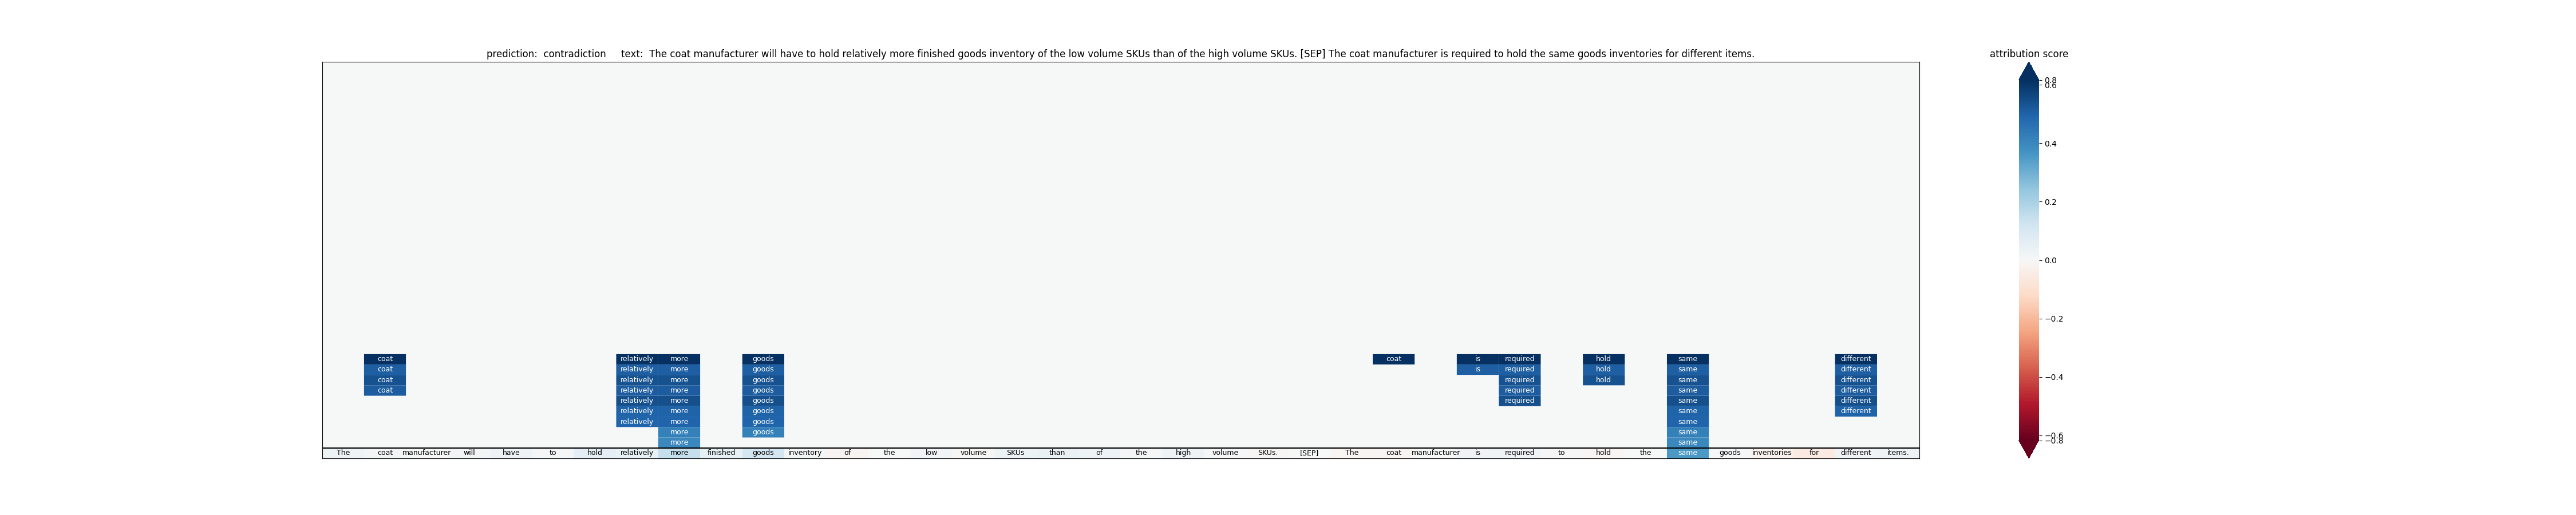 prediction:  contradiction     text:  The coat manufacturer will have to hold relatively more finished goods inventory of the low volume SKUs than of the high volume SKUs. [SEP] The coat manufacturer is required to hold the same goods inventories for different items.
attribution score
0.8
0.6
0.4
0.2
0.0
−0.2
−0.4
−0.6
−0.8
coat relatively more goods coat is required hold same different
coat relatively more goods is required hold same different
coat relatively more goods required hold same different
coat relatively more goods required same different
relatively more goods required same different
relatively more goods same different
relatively more goods same
more goods same
more same
The coat manufacturer will have to hold relatively more finished goods inventory of the low volume SKUs than of the high volume SKUs. [SEP] The coat manufacturer is required to hold the same goods inventories for different items.